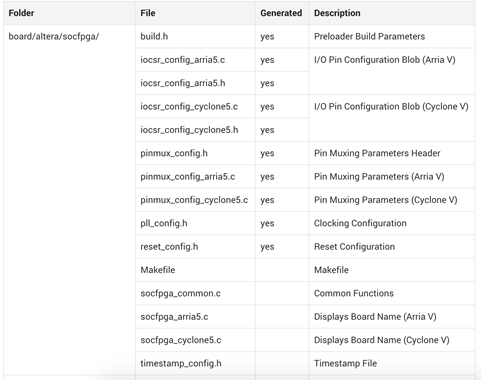 Folder File Generated Description
board/altera/socfpga/ build.h yes Preloader Build Parameters
iocsr_config_arria5.c yes I/O Pin Configuration Blob (Arria V)
iocsr_config_arria5.h yes
iocsr_config_cyclone5.c yes I/O Pin Configuration Blob (Cyclone V)
iocsr_config_cyclone5.h yes
pinmux_config.h yes Pin Muxing Parameters Header
pinmux_config_arria5.c yes Pin Muxing Parameters (Arria V)
pinmux_config_cyclone5.c yes Pin Muxing Parameters (Cyclone V)
pll_config.h yes Clocking Configuration
reset_config.h yes Reset Configuration
Makefile Makefile
socfpga_common.c Common Functions
socfpga_arria5.c Displays Board Name (Arria V)
socfpga_cyclone5.c Displays Board Name (Cyclone V)
timestamp_config.h Timestamp File